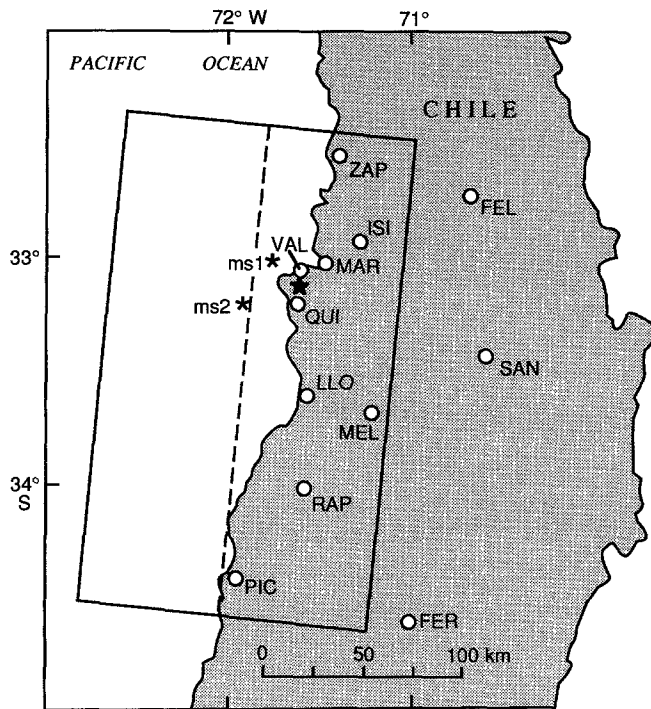 72° W 71°
PACIFIC OCEAN
CHILE
ZAP
FEL
ISI
VAL
33°
MAR
ms1*
ms2*
QUI
SAN
LLO
MEL
34°
S
RAP
PIC
FER
0 50 100 km